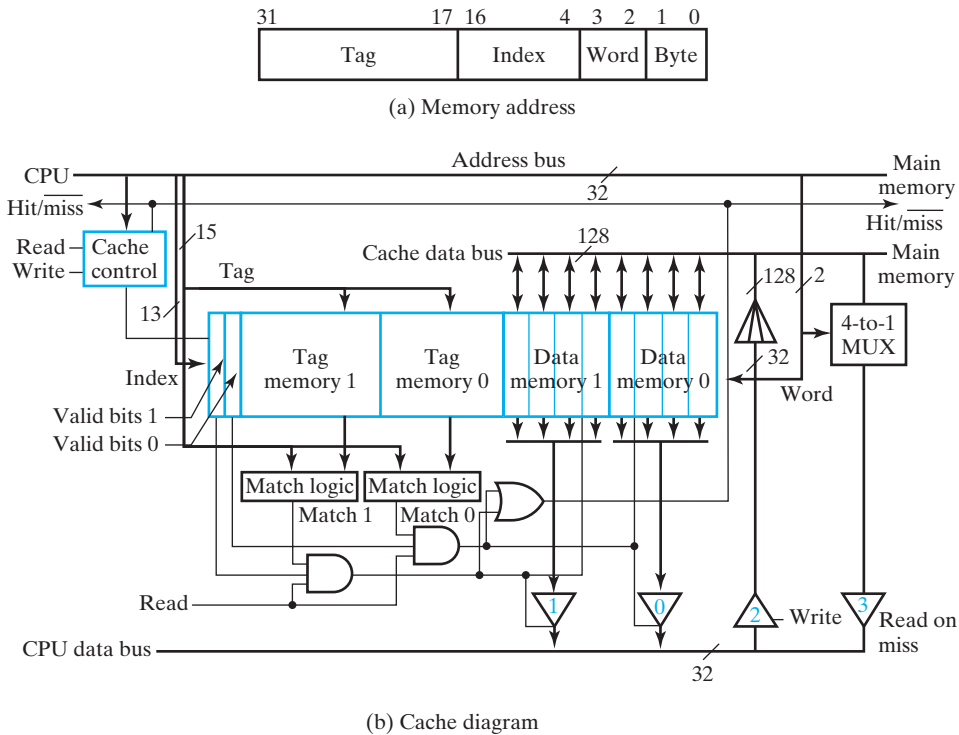 31 17 16 4 3 2 1 0
Tag Index Word Byte
(a) Memory address
CPU
Address bus
32
Main
memory
Hit/miss
Hit/miss
Read
Write
Cache
control
15
13
Tag
Cache data bus
128
Main
memory
128
2
4-to-1
MUX
Index
Tag
memory 1
Tag
memory 0
Data
memory 1
Data
memory 0
32
Word
Valid bits 1
Valid bits 0
Match logic
Match logic
Match 1
Match 0
Read
1
0
2
Write
3
Read on
miss
CPU data bus
32
(b) Cache diagram